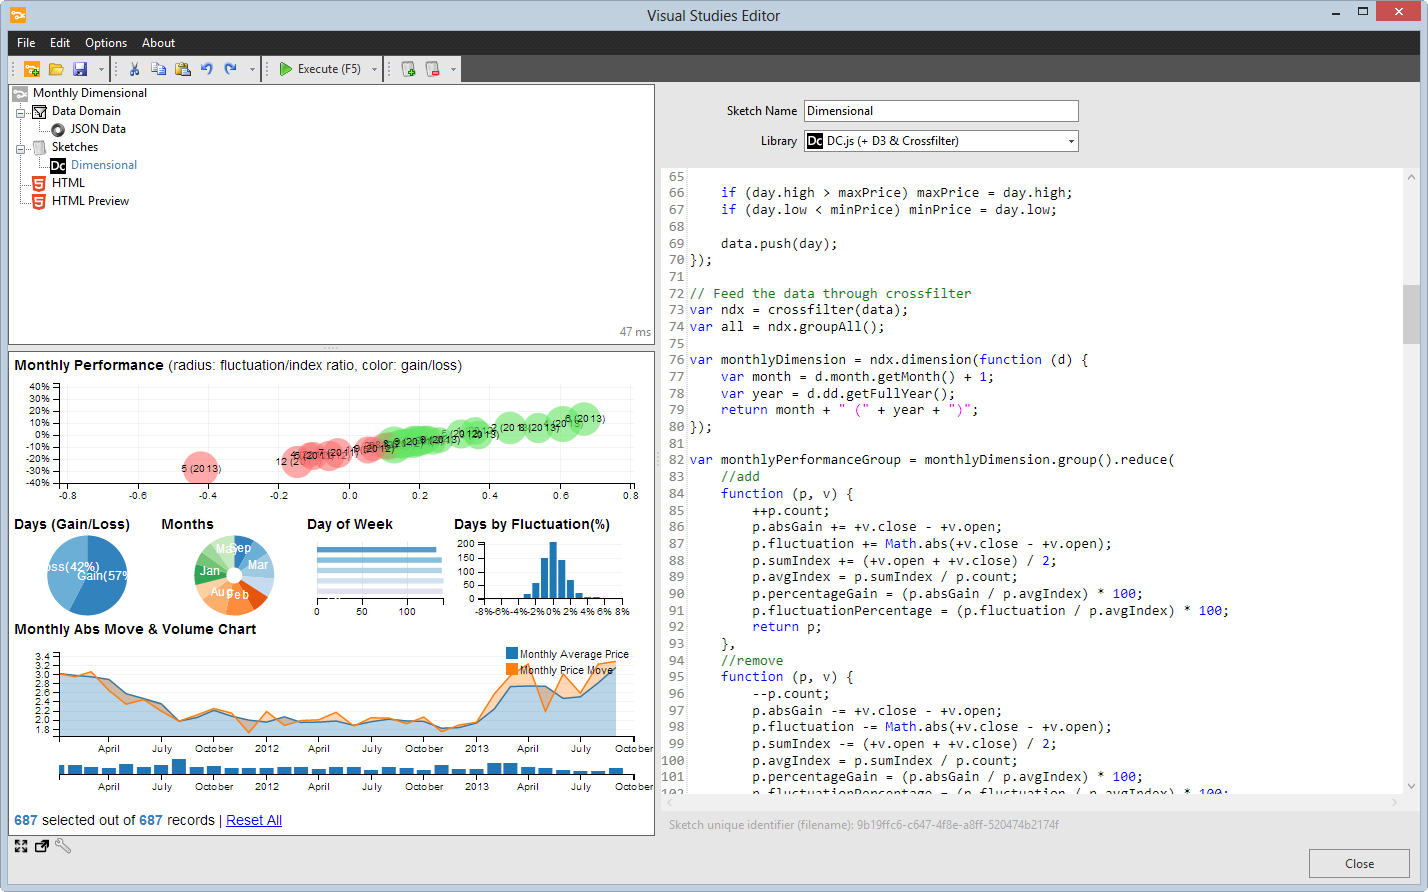 Visual Studies Editor
File Edit Options About
Execute (F5)
Monthly Dimensional
Data Domain
JSON Data
Sketches
Dc Dimensional
HTML
HTML Preview
47 ms
Monthly Performance (radius: fluctuation/index ratio, color: gain/loss)
40%
30%
20%
10%
0%
-10%
-20%
-30%
-40%
5 (2013)
12 (2
2 (20
6 (2013)
-0.8 -0.6 -0.4 -0.2 0.0 0.2 0.4 0.6 0.8
Days (Gain/Loss) Months Day of Week Days by Fluctuation(%)
oss(42%)
Gain(57%
Sep
Mar
Jan
Aug
Feb
0 50 100
200
150
100
50
0
-8% -6% -4% -2% 0% 2% 4% 6% 8%
Monthly Abs Move & Volume Chart
Monthly Average Price
Monthly Price Move
3.4
3.2
3.0
2.8
2.6
2.4
2.2
2.0
1.8
April July October 2012 April July October 2013 April July October
April July October 2012 April July October 2013 April July October
687 selected out of 687 records | Reset All
Sketch Name Dimensional
Library Dc DC.js (+ D3 & Crossfilter)
65
66 if (day.high > maxPrice) maxPrice = day.high;
67 if (day.low < minPrice) minPrice = day.low;
68
69 data.push(day);
70 });
71
72 // Feed the data through crossfilter
73 var ndx = crossfilter(data);
74 var all = ndx.groupAll();
75
76 var monthlyDimension = ndx.dimension(function (d) {
77 var month = d.month.getMonth() + 1;
78 var year = d.dd.getFullYear();
79 return month + " (" + year + ")";
80 });
81
82 var monthlyPerformanceGroup = monthlyDimension.group().reduce(
83 //add
84 function (p, v) {
85 ++p.count;
86 p.absGain += +v.close - +v.open;
87 p.fluctuation += Math.abs(+v.close - +v.open);
88 p.sumIndex += (+v.open + +v.close) / 2;
89 p.avgIndex = p.sumIndex / p.count;
90 p.percentageGain = (p.absGain / p.avgIndex) * 100;
91 p.fluctuationPercentage = (p.fluctuation / p.avgIndex) * 100;
92 return p;
93 },
94 //remove
95 function (p, v) {
96 --p.count;
97 p.absGain -= +v.close - +v.open;
98 p.fluctuation -= Math.abs(+v.close - +v.open);
99 p.sumIndex -= (+v.open + +v.close) / 2;
100 p.avgIndex = p.sumIndex / p.count;
101 p.percentageGain = (p.absGain / p.avgIndex) * 100;
102 p.fluctuationPercentage = (p.fluctuation / p.avgIndex) * 100;
Sketch unique identifier (filename): 9b19ffc6-c647-4f8e-a8ff-520474b2174f
Close